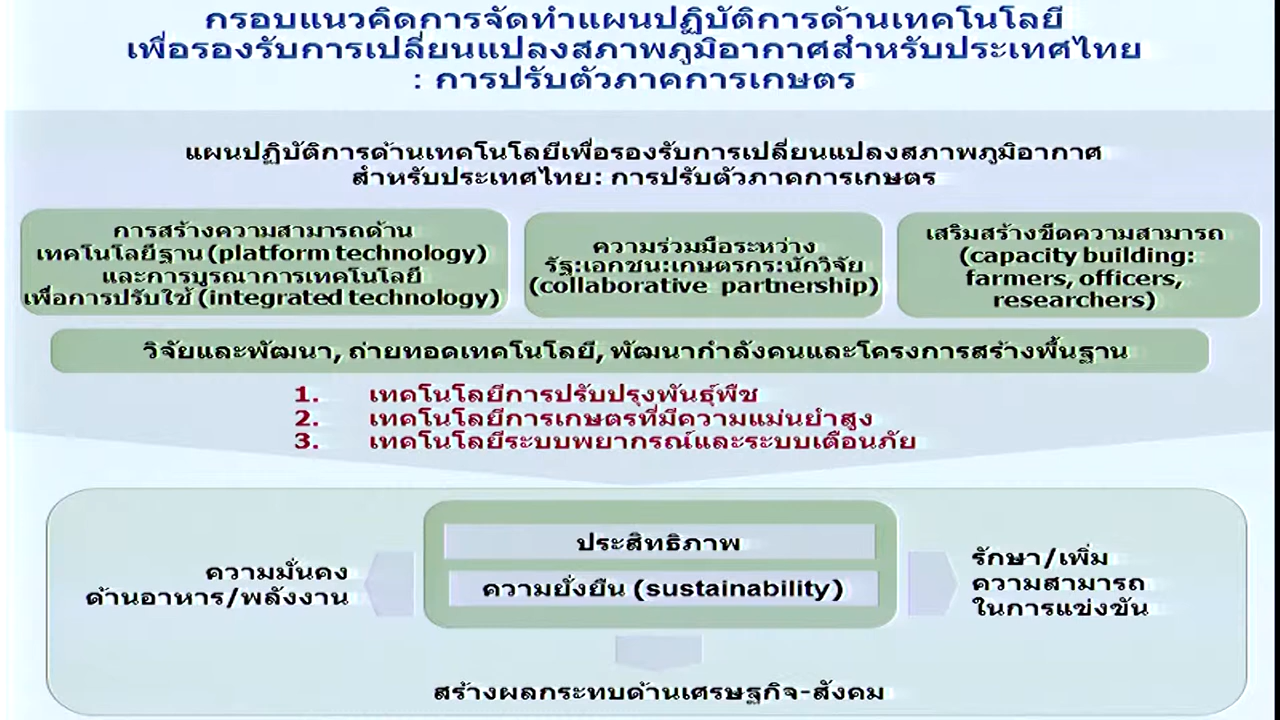 กรอบแนวคิดการจัดทำแผนปฏิบัติการด้านเทคโนโลยี
เพื่อรองรับการเปลี่ยนแปลงสภาพภูมิอากาศสำหรับประเทศไทย
: การปรับตัวภาคการเกษตร
แผนปฏิบัติการด้านเทคโนโลยีเพื่อรองรับการเปลี่ยนแปลงสภาพภูมิอากาศ
สำหรับประเทศไทย: การปรับตัวภาคการเกษตร
การสร้างความสามารถด้าน
เทคโนโลยีฐาน (platform technology)
และการบูรณาการเทคโนโลยี
เพื่อการปรับใช้ (integrated technology)
ความร่วมมือระหว่าง
รัฐ:เอกชน:เกษตรกร:นักวิจัย
(collaborative partnership)
เสริมสร้างขีดความสามารถ
(capacity building:
farmers, officers,
researchers)
วิจัยและพัฒนา, ถ่ายทอดเทคโนโลยี, พัฒนากำลังคนและโครงการสร้างพื้นฐาน
1. เทคโนโลยีการปรับปรุงพันธุ์พืช
2. เทคโนโลยีการเกษตรที่มีความแม่นยำสูง
3. เทคโนโลยีระบบพยากรณ์และระบบเตือนภัย
ความมั่นคง
ด้านอาหาร/พลังงาน
ประสิทธิภาพ
ความยั่งยืน (sustainability)
รักษา/เพิ่ม
ความสามารถ
ในการแข่งขัน
สร้างผลกระทบด้านเศรษฐกิจ-สังคม